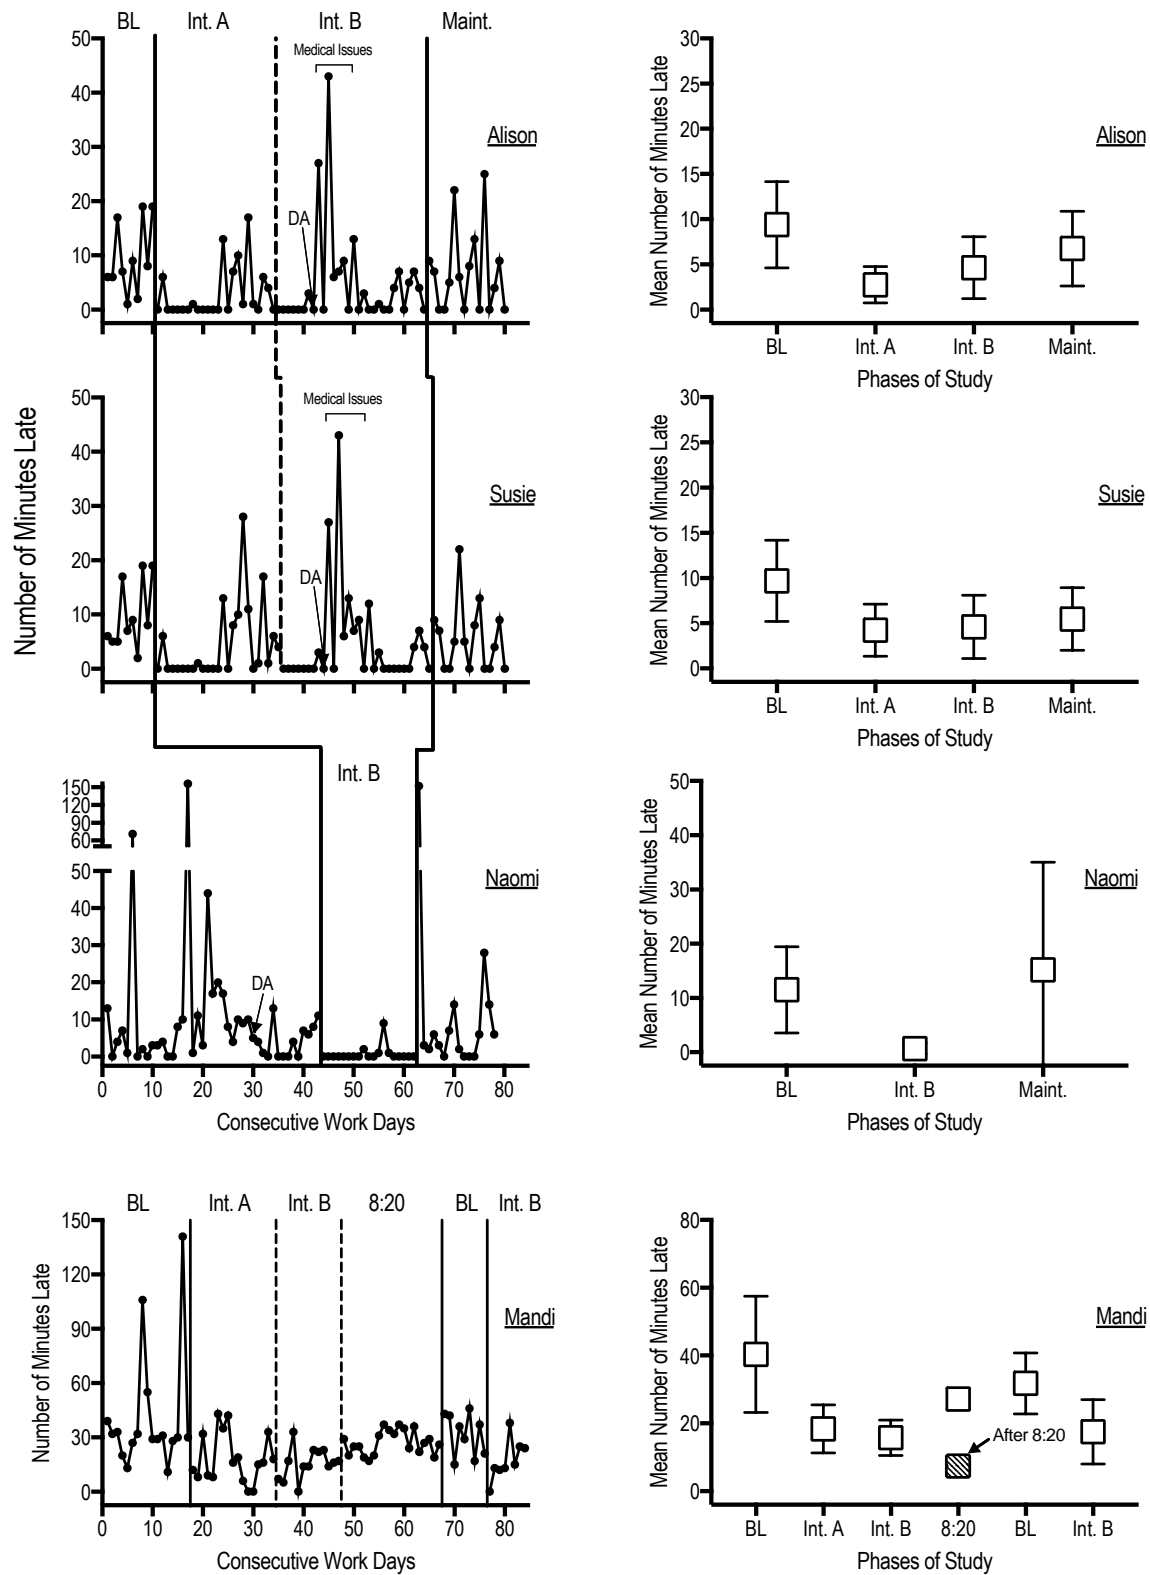 BL Int. A Int. B Maint.
Medical Issues
50
40
30
20
10
0
DA
Alison
Mean Number of Minutes Late
30
25
20
15
10
5
0
Alison
BL Int. A Int. B Maint.
Phases of Study
Number of Minutes Late
Medical Issues
50
40
30
20
10
0
DA
Susie
Mean Number of Minutes Late
30
25
20
15
10
5
0
Susie
BL Int. A Int. B Maint.
Phases of Study
Int. B
150
120
90
60
50
40
30
20
10
0
DA
Naomi
0 10 20 30 40 50 60 70 80
Consecutive Work Days
Mean Number of Minutes Late
50
40
30
20
10
0
Naomi
BL Int. B Maint.
Phases of Study
BL Int. A Int. B 8:20 BL Int. B
Number of Minutes Late
150
120
90
60
30
0
Mandi
0 10 20 30 40 50 60 70 80
Consecutive Work Days
Mean Number of Minutes Late
80
60
40
20
0
Mandi
After 8:20
BL Int. A Int. B 8:20 BL Int. B
Phases of Study